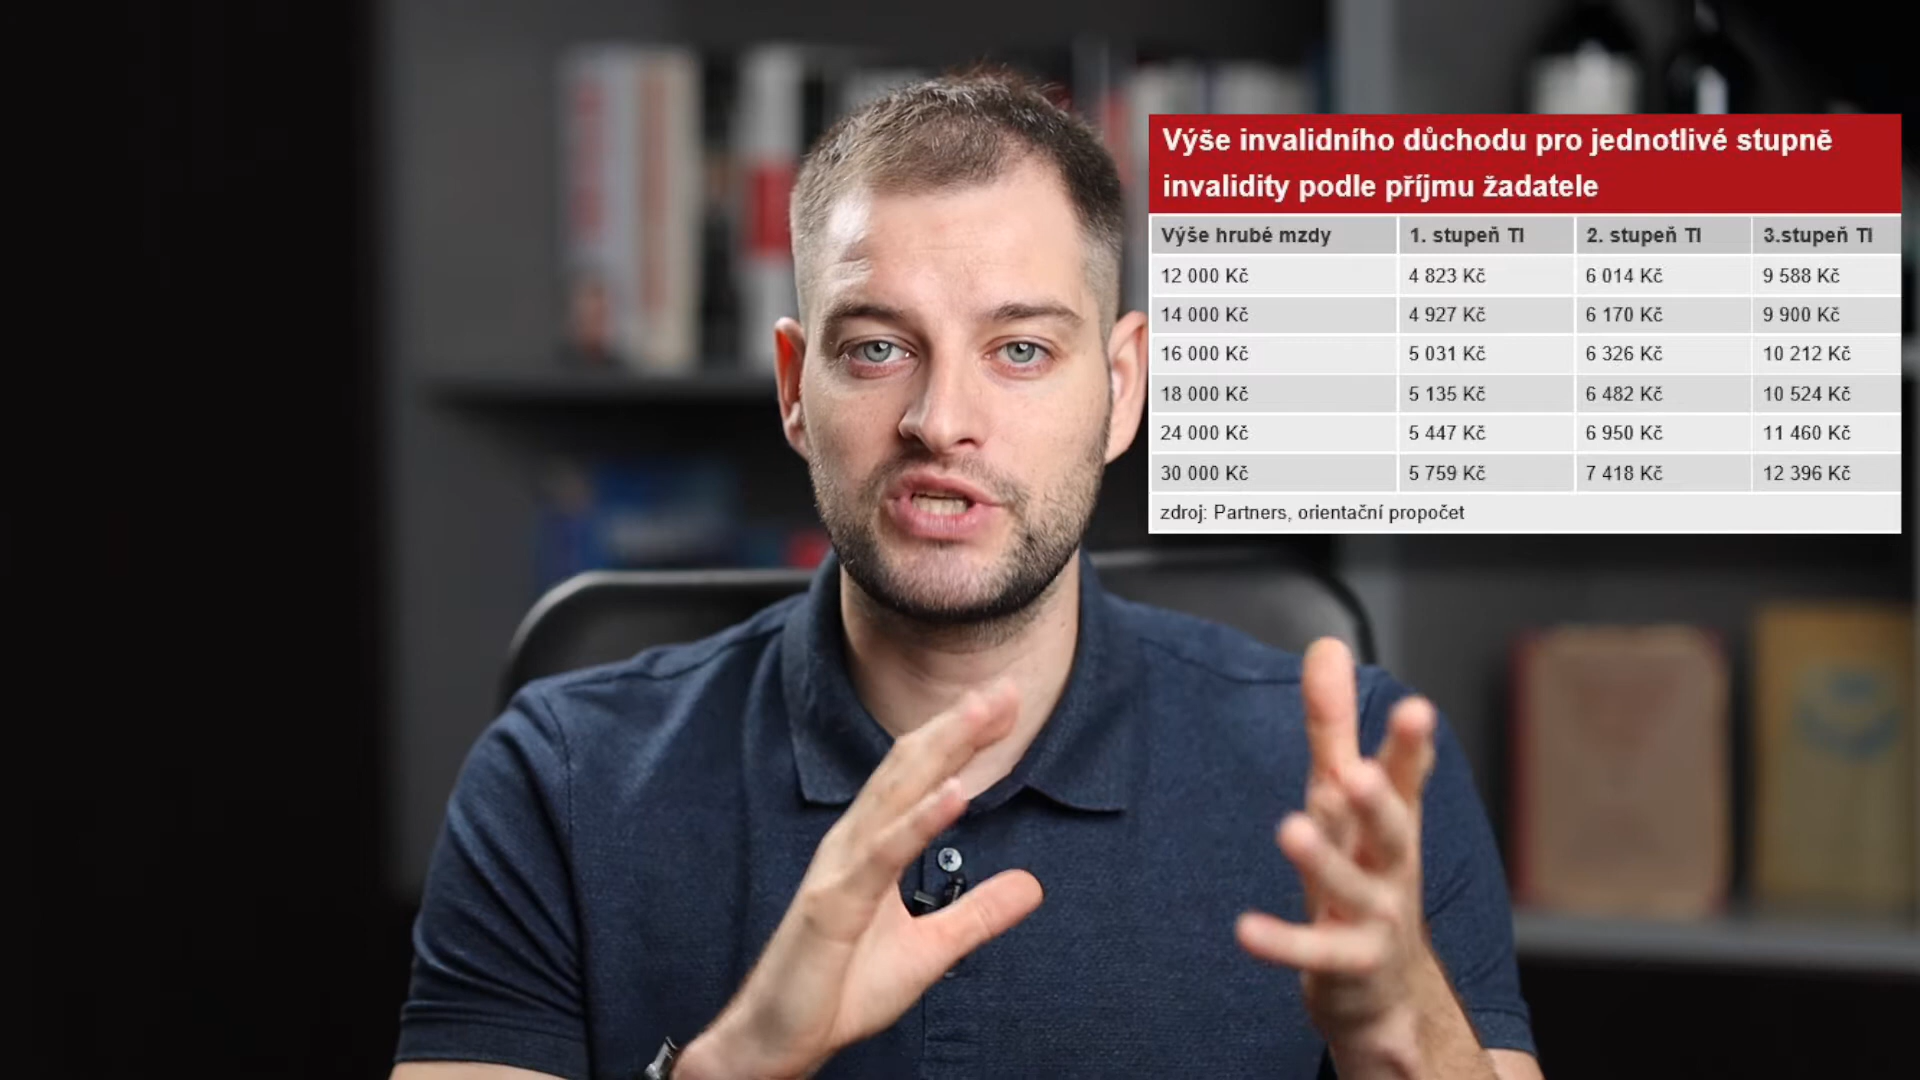 Výše invalidního důchodu pro jednotlivé stupně
invalidity podle příjmu žadatele
Výše hrubé mzdy 1. stupeň TI 2. stupeň TI 3.stupeň TI
12 000 Kč 4 823 Kč 6 014 Kč 9 588 Kč
14 000 Kč 4 927 Kč 6 170 Kč 9 900 Kč
16 000 Kč 5 031 Kč 6 326 Kč 10 212 Kč
18 000 Kč 5 135 Kč 6 482 Kč 10 524 Kč
24 000 Kč 5 447 Kč 6 950 Kč 11 460 Kč
30 000 Kč 5 759 Kč 7 418 Kč 12 396 Kč
zdroj: Partners, orientační propočet